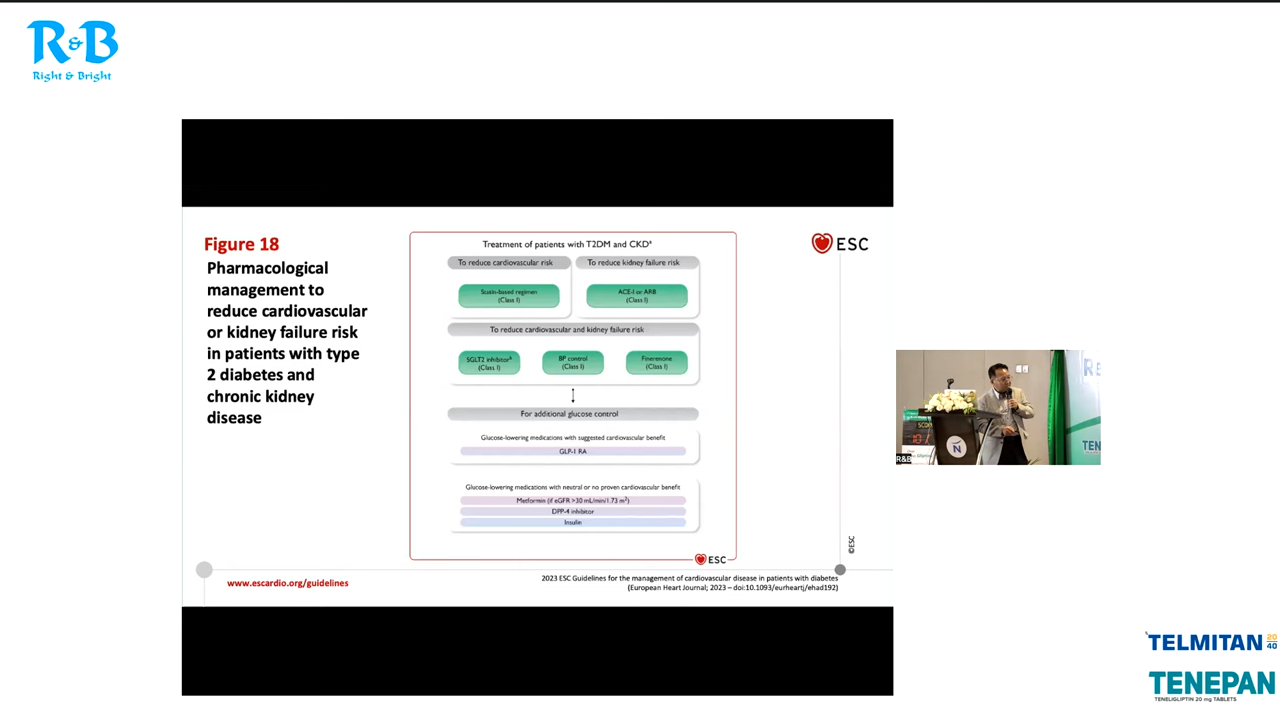 R&B
Right & Bright
Figure 18
Pharmacological
management to
reduce cardiovascular
or kidney failure risk
in patients with type
2 diabetes and
chronic kidney
disease
Treatment of patients with T2DM and CKDᵃ
To reduce cardiovascular risk
To reduce kidney failure risk
Statin-based regimen
(Class I)
ACE-I or ARB
(Class I)
To reduce cardiovascular and kidney failure risk
SGLT2 inhibitorᵇ
(Class I)
BP control
(Class I)
Finerenone
(Class I)
For additional glucose control
Glucose-lowering medications with suggested cardiovascular benefit
GLP-1 RA
Glucose-lowering medications with neutral or no proven cardiovascular benefit
Metformin (if eGFR >30 mL/min/1.73 m²)
DPP-4 inhibitor
Insulin
ESC
ESC
©ESC
www.escardio.org/guidelines
2023 ESC Guidelines for the management of cardiovascular disease in patients with diabetes
(European Heart Journal; 2023 – doi:10.1093/eurheartj/ehad192)
R&B
N
TELMITAN 20 40
TENEPAN
TENELIGLIPTIN 20 mg TABLETS